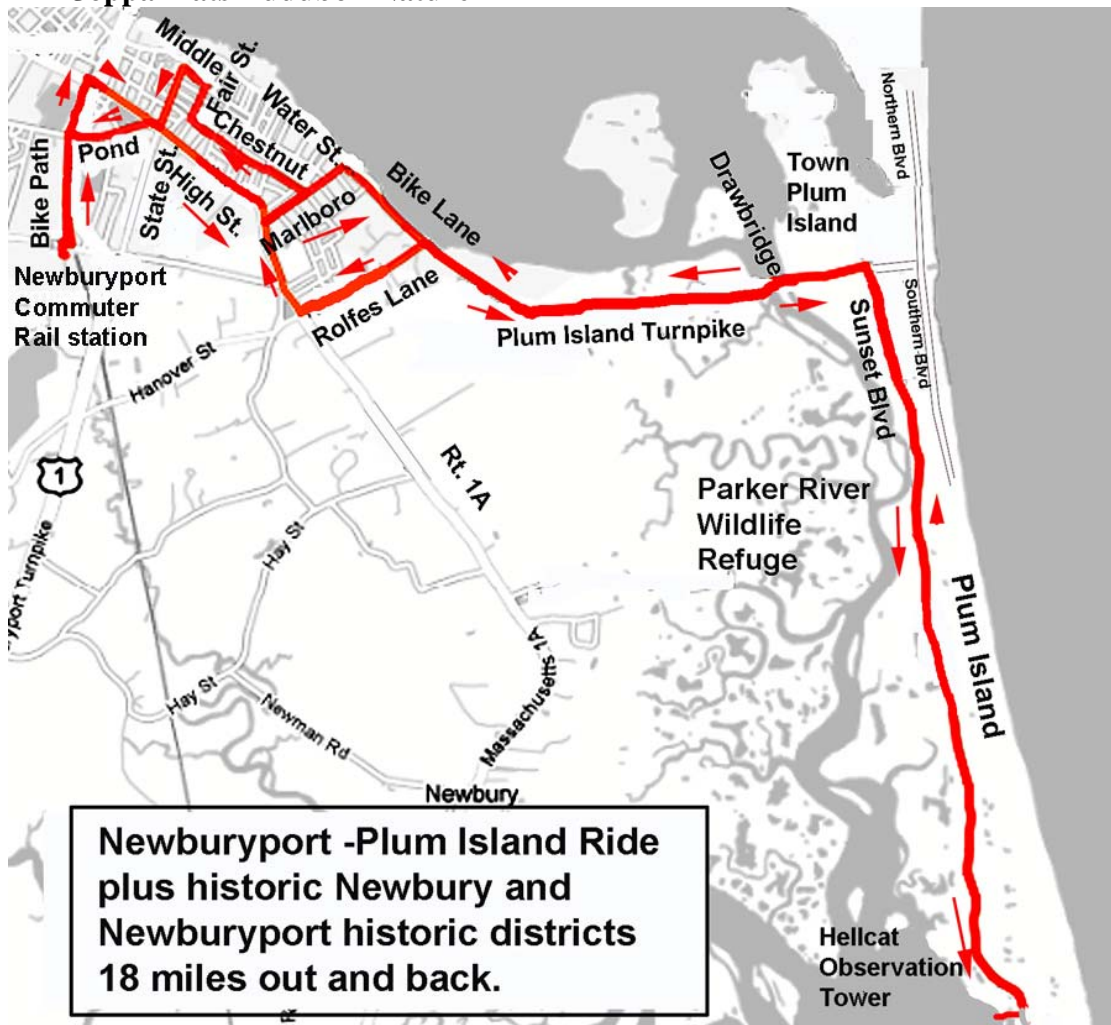 Middle
Fair St.
Water St.
Chestnut
Pond
Bike Path
State St.
High St.
Marlboro
Bike Lane
Drawbridge
Town
Plum
Island
Northern Blvd
Southern Blvd
Newburyport
Commuter
Rail station
Rolfes Lane
Plum Island Turnpike
Sunset Blvd
Hanover St
1
Rt. 1A
Parker River
Wildlife
Refuge
Hay St
Plum Island
Massachusetts 1A
Hay St
Newman Rd
Newbury
Newburyport -Plum Island Ride
plus historic Newbury and
Newburyport historic districts
18 miles out and back.
Hellcat
Observation
Tower